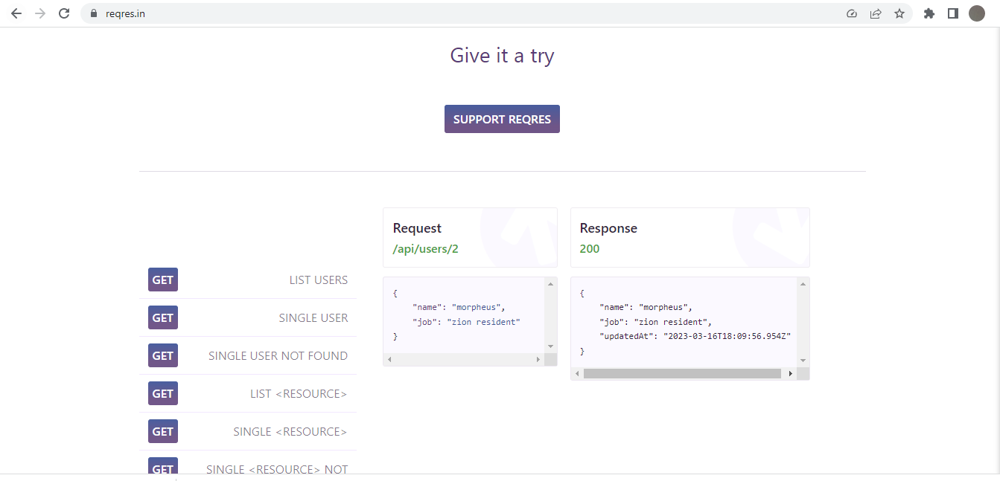 reqres.in
Give it a try
SUPPORT REQRES
GET LIST USERS
GET SINGLE USER
GET SINGLE USER NOT FOUND
GET LIST <RESOURCE>
GET SINGLE <RESOURCE>
GET SINGLE <RESOURCE> NOT
Request
/api/users/2
{
"name": "morpheus",
"job": "zion resident"
}
Response
200
{
"name": "morpheus",
"job": "zion resident",
"updatedAt": "2023-03-16T18:09:56.954Z"
}